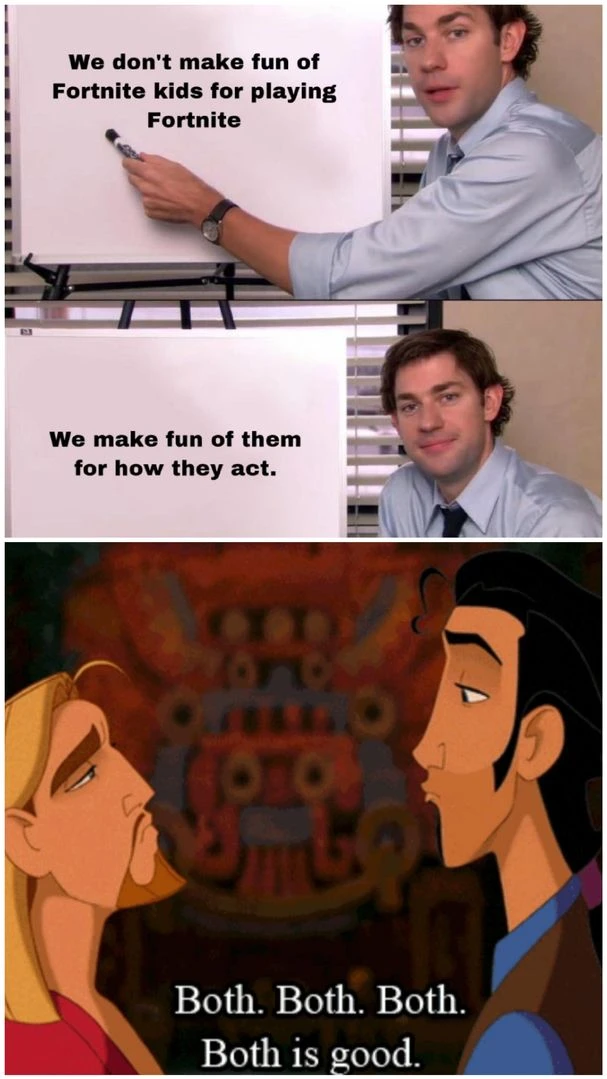 We don't make fun of
Fortnite kids for playing
Fortnite
We make fun of them
for how they act.
Both. Both. Both.
Both is good.